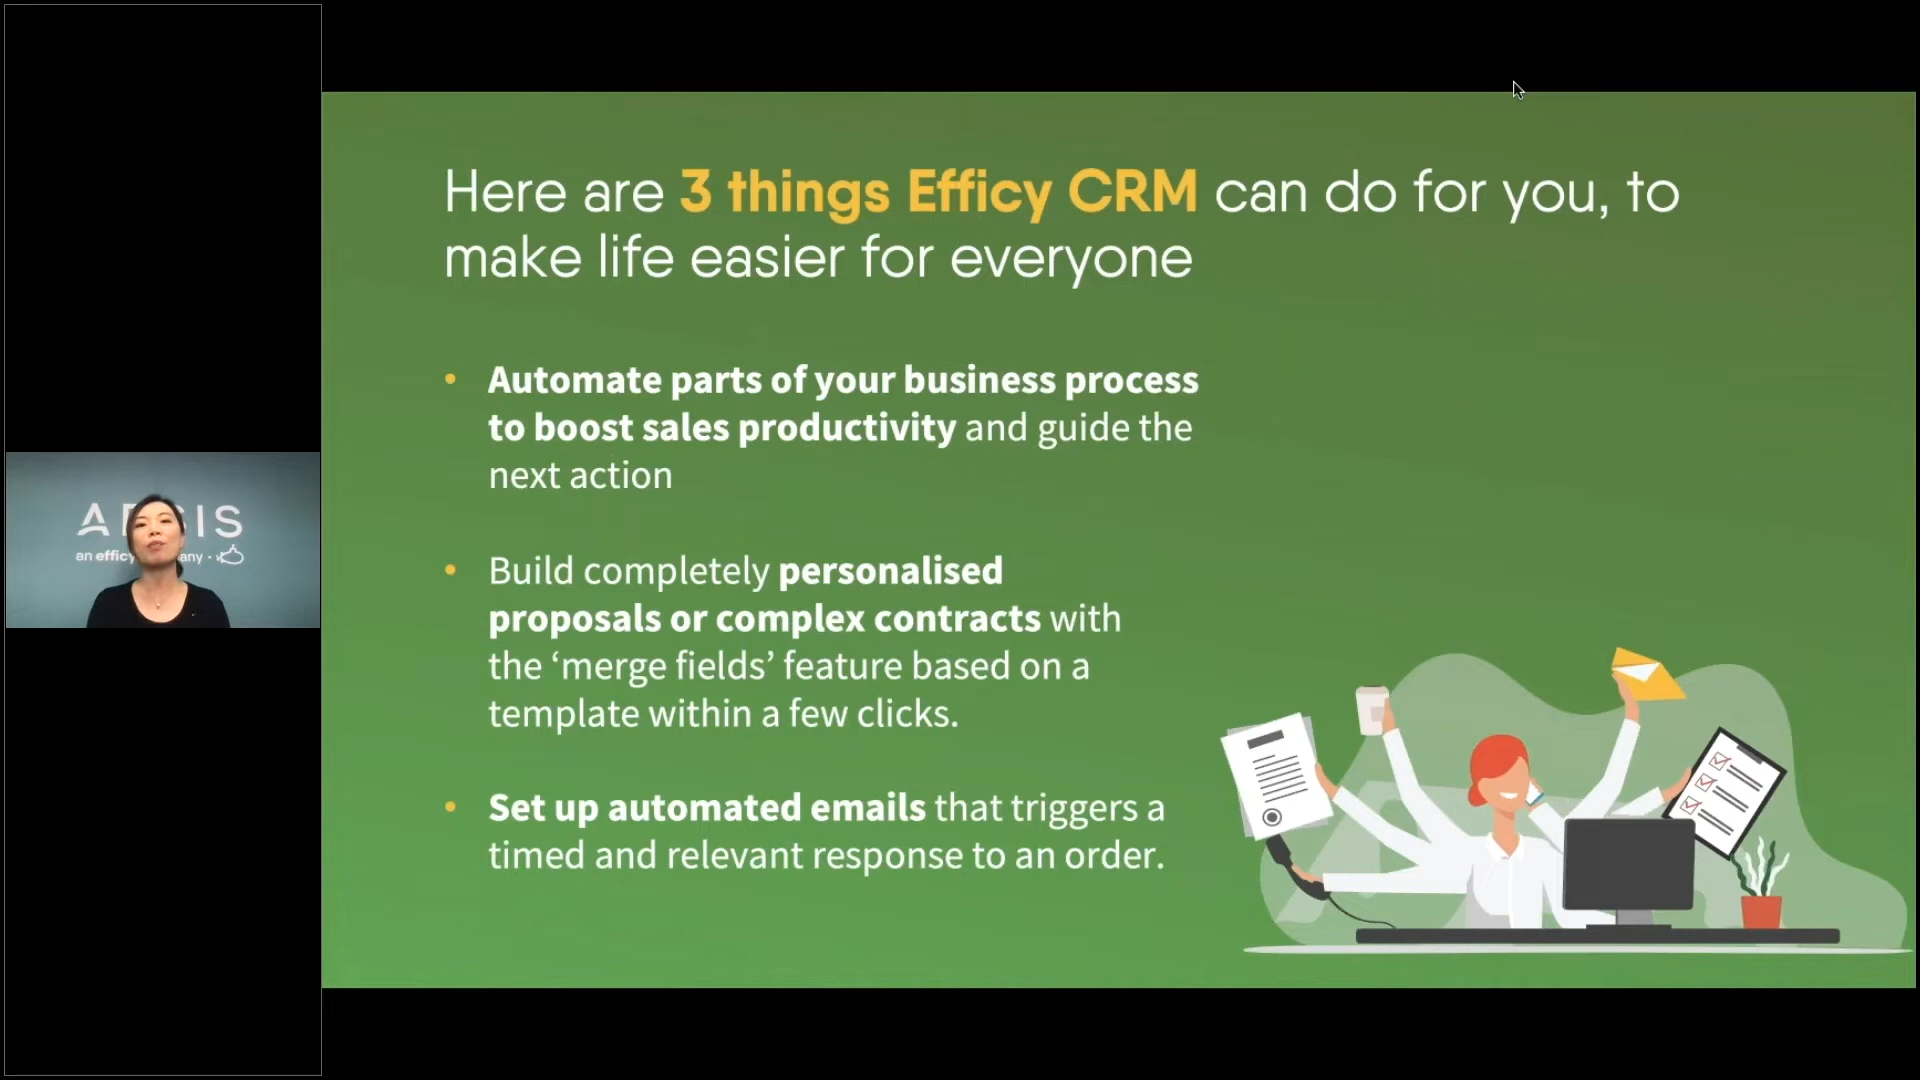 Here are 3 things Efficy CRM can do for you, to
make life easier for everyone
• Automate parts of your business process
to boost sales productivity and guide the
next action
• Build completely personalised
proposals or complex contracts with
the ‘merge fields’ feature based on a
template within a few clicks.
• Set up automated emails that triggers a
timed and relevant response to an order.
an efficy